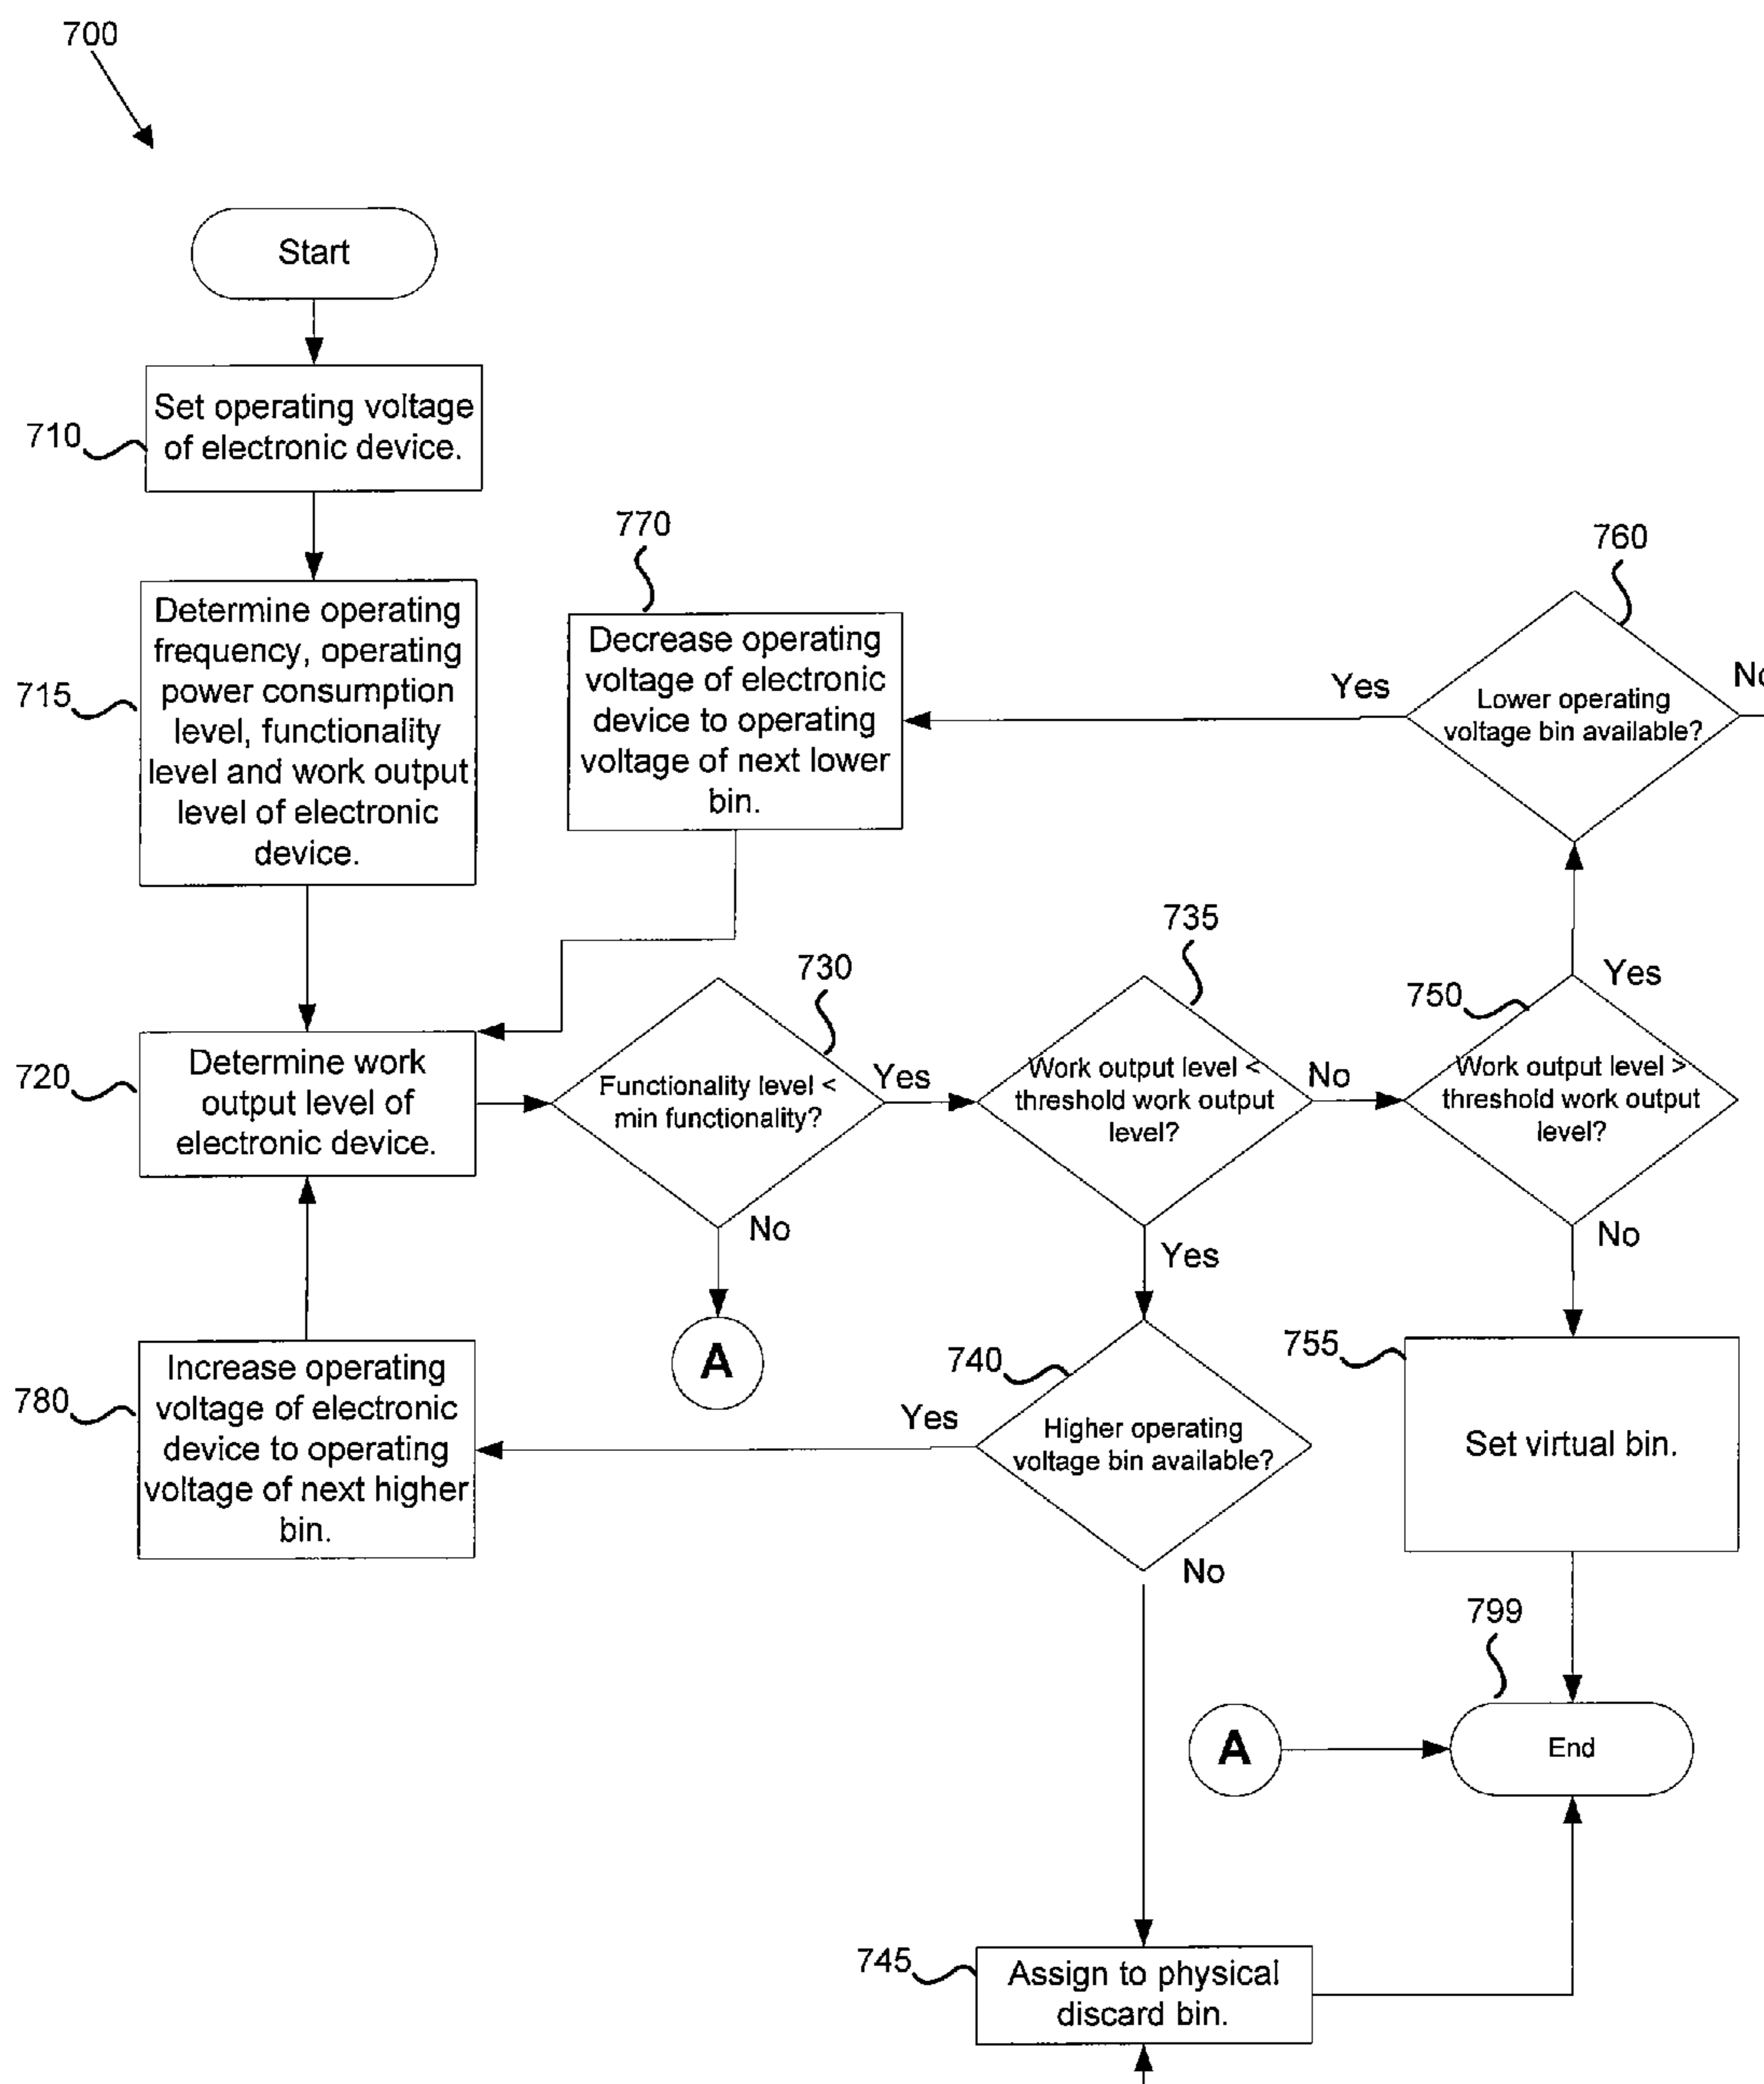 700
Start
710
Set operating voltage
of electronic device.
715
Determine operating
frequency, operating
power consumption
level, functionality
level and work output
level of electronic
device.
770
Decrease operating
voltage of electronic
device to operating
voltage of next lower
bin.
760
Lower operating
voltage bin available?
Yes
No
720
Determine work
output level of
electronic device.
730
Functionality level <
min functionality?
Yes
No
A
735
Work output level <
threshold work output
level?
No
Yes
750
Work output level >
threshold work output
level?
Yes
No
780
Increase operating
voltage of electronic
device to operating
voltage of next higher
bin.
740
Higher operating
voltage bin available?
Yes
No
755
Set virtual bin.
799
A
End
745
Assign to physical
discard bin.